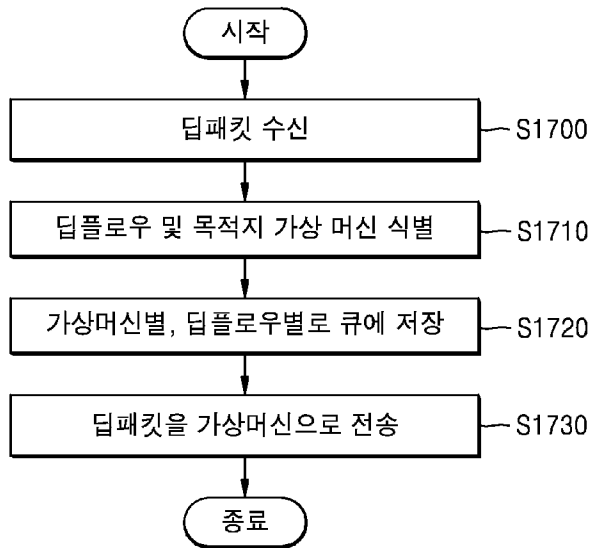 시작
딥패킷 수신
S1700
딥플로우 및 목적지 가상 머신 식별
S1710
가상머신별, 딥플로우별로 큐에 저장
S1720
딥패킷을 가상머신으로 전송
S1730
종료